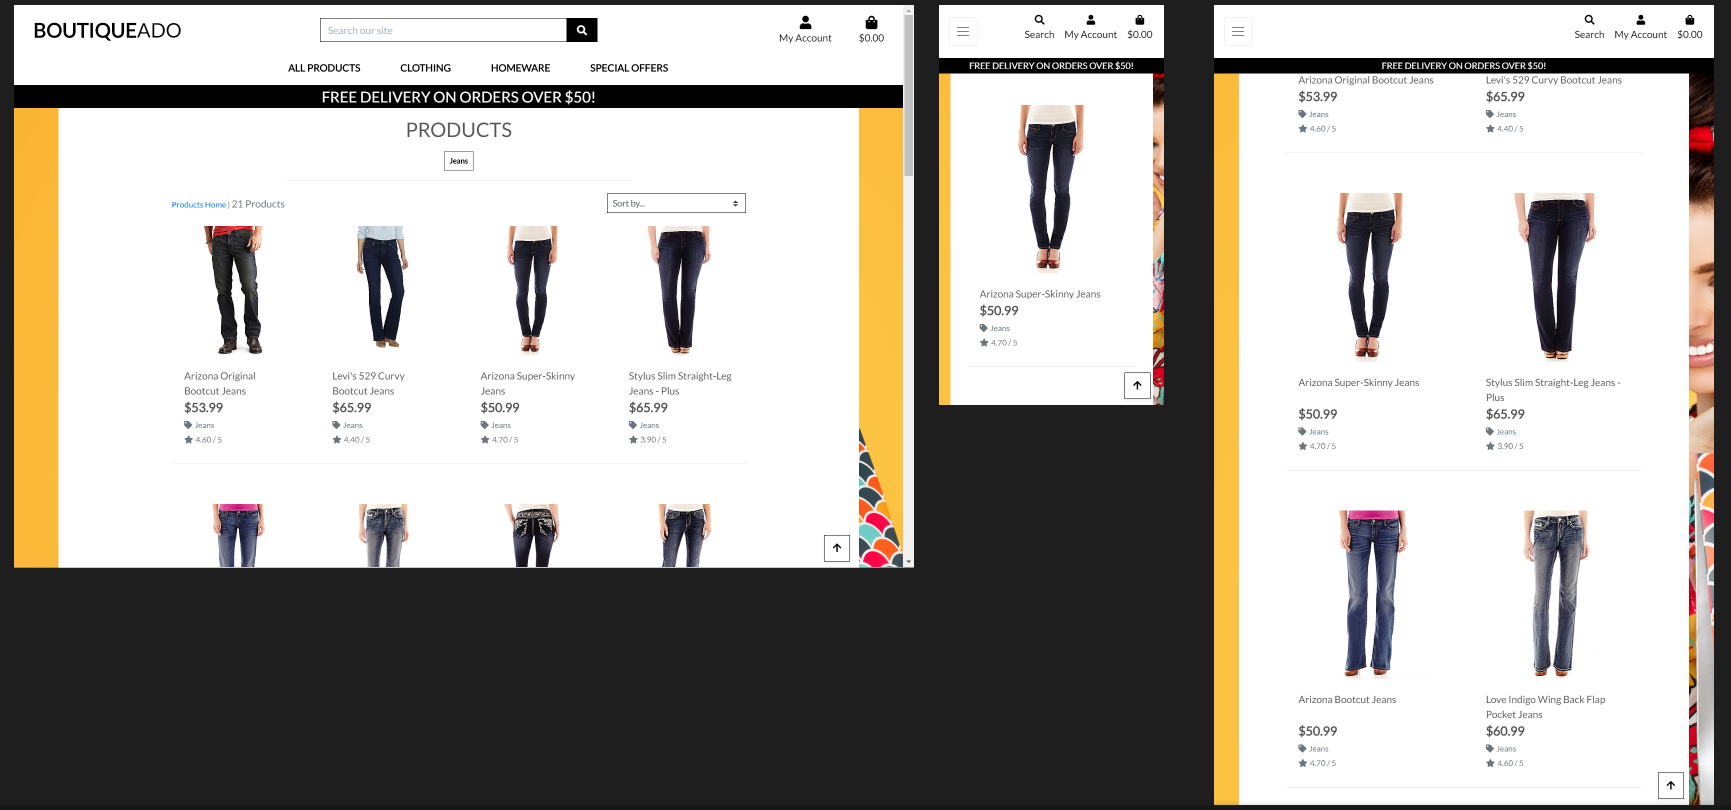 BOUTIQUEADO
Search our site
My Account
$0.00
ALL PRODUCTS CLOTHING HOMEWARE SPECIAL OFFERS
FREE DELIVERY ON ORDERS OVER $50!
PRODUCTS
Jeans
Products Home | 21 Products
Sort by...
Arizona Original
Bootcut Jeans
$53.99
Jeans
4.60 / 5
Levi's 529 Curvy
Bootcut Jeans
$65.99
Jeans
4.40 / 5
Arizona Super-Skinny
Jeans
$50.99
Jeans
4.70 / 5
Stylus Slim Straight-Leg
Jeans - Plus
$65.99
Jeans
3.90 / 5
Search My Account $0.00
FREE DELIVERY ON ORDERS OVER $50!
Arizona Super-Skinny Jeans
$50.99
Jeans
4.70 / 5
Search My Account $0.00
FREE DELIVERY ON ORDERS OVER $50!
Arizona Original Bootcut Jeans
$53.99
Jeans
4.60 / 5
Levi's 529 Curvy Bootcut Jeans
$65.99
Jeans
4.40 / 5
Arizona Super-Skinny Jeans
$50.99
Jeans
4.70 / 5
Stylus Slim Straight-Leg Jeans -
Plus
$65.99
Jeans
3.90 / 5
Arizona Bootcut Jeans
$50.99
Jeans
4.70 / 5
Love Indigo Wing Back Flap
Pocket Jeans
$60.99
Jeans
4.60 / 5